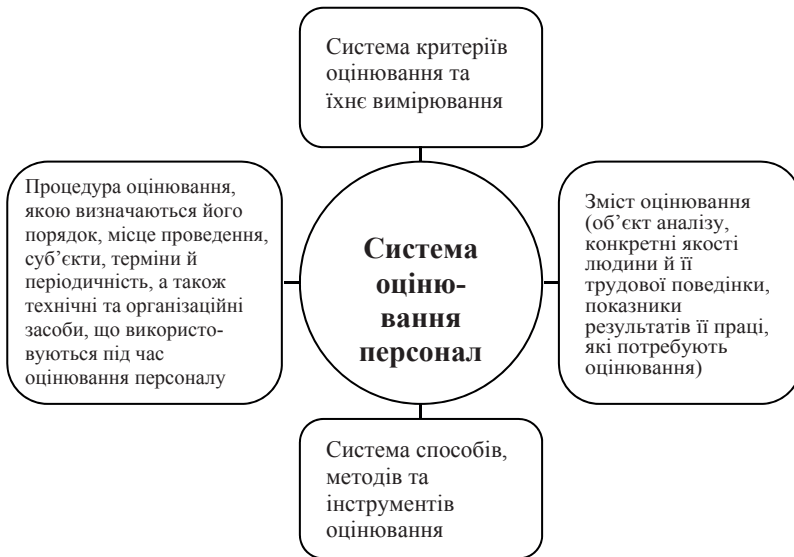 Система критеріїв
оцінювання та
їхнє вимірювання
Процедура оцінювання,
якою визначаються його
порядок, місце проведення,
суб’єкти, терміни й
періодичність, а також
технічні та організаційні
засоби, що використо-
вуються під час
оцінювання персоналу
Система
оціню-
вання
персонал
Зміст оцінювання
(об’єкт аналізу,
конкретні якості
людини й її
трудової поведінки,
показники
результатів її праці,
які потребують
оцінювання)
Система способів,
методів та
інструментів
оцінювання